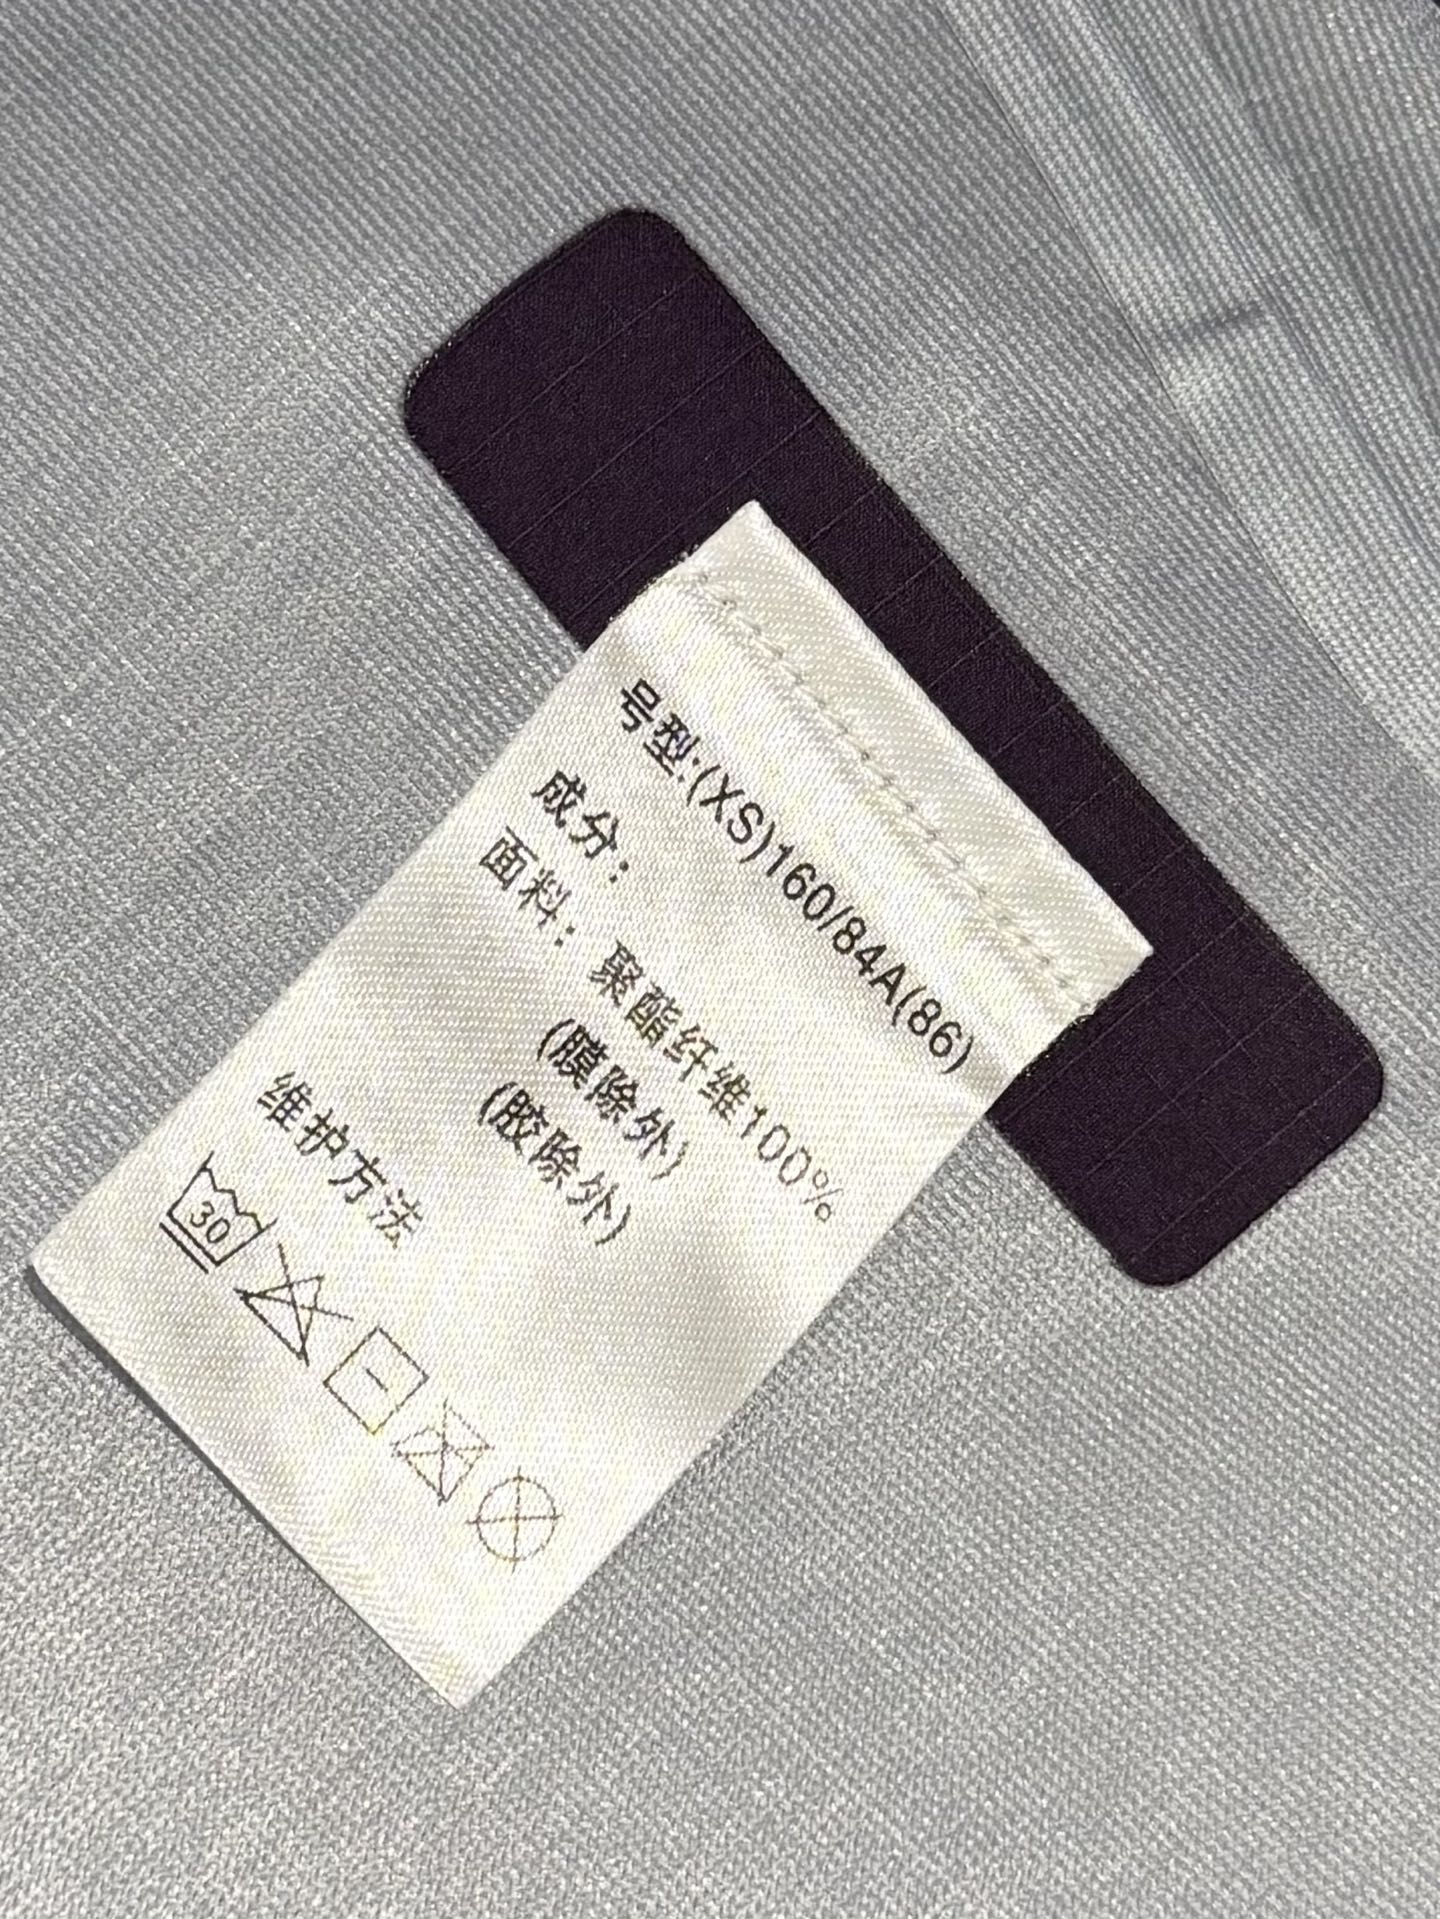 号型:(XS)160/84A(86)
成分：
面料：聚酯纤维100%
(膜除外)
(胶除外)
维护方法
30